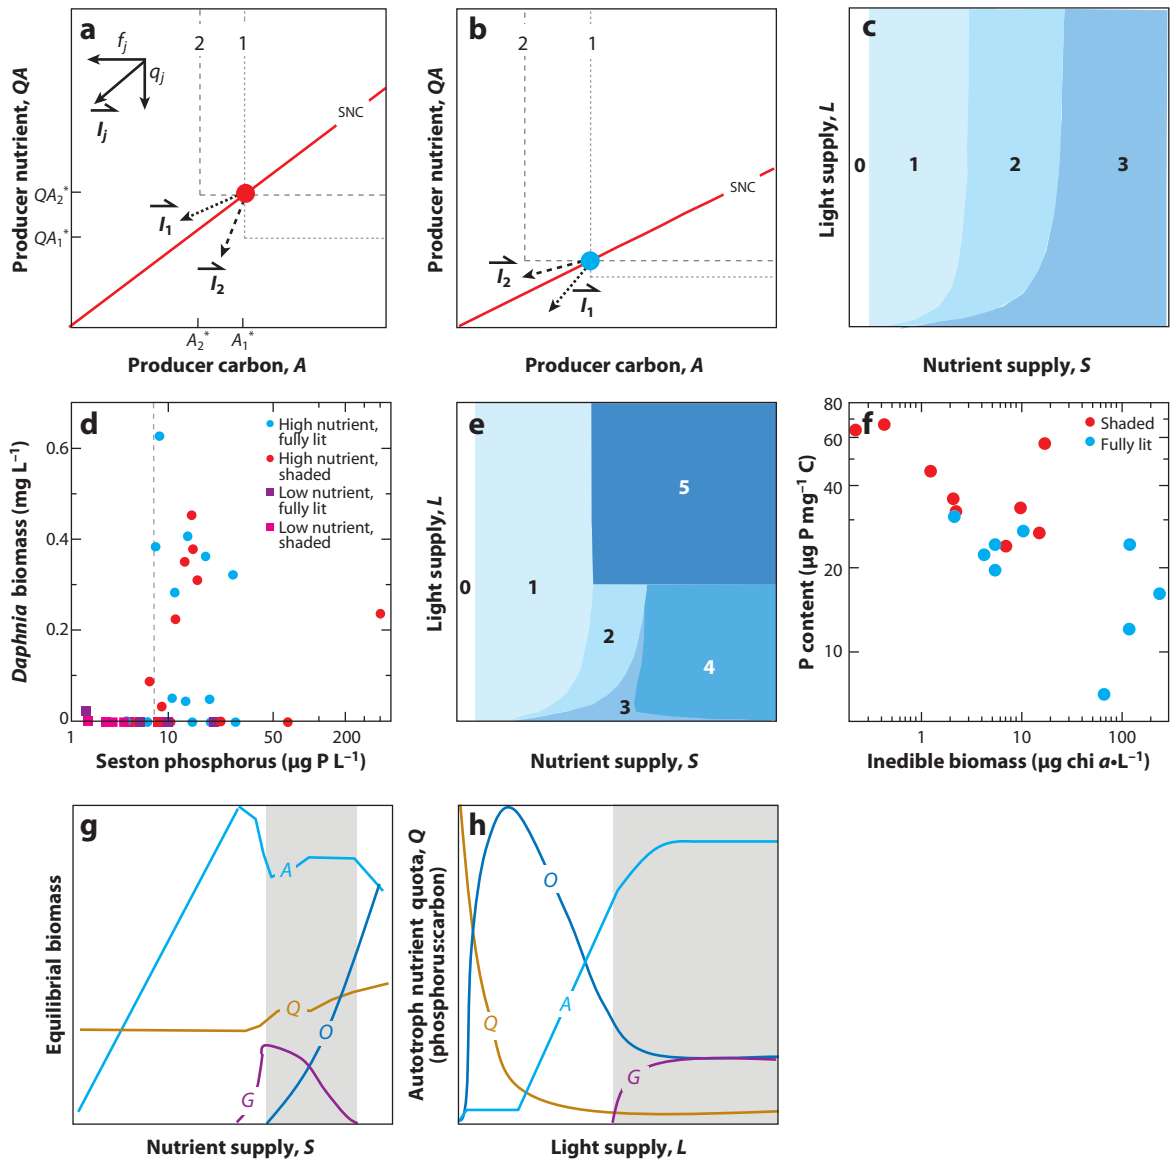 a
2
1
f_j
q_j
I_j
SNC
QA_2*
QA_1*
I_1
I_2
A_2*
A_1*
Producer nutrient, QA
Producer carbon, A
b
2
1
SNC
I_2
I_1
Producer nutrient, QA
Producer carbon, A
c
0
1
2
3
Light supply, L
Nutrient supply, S
d
High nutrient,
fully lit
High nutrient,
shaded
Low nutrient,
fully lit
Low nutrient,
shaded
0.6
0.4
0.2
0
1
10
50
200
Daphnia biomass (mg L⁻¹)
Seston phosphorus (μg P L⁻¹)
e
0
1
2
3
4
5
Light supply, L
Nutrient supply, S
f
Shaded
Fully lit
80
60
40
20
10
1
10
100
P content (μg P mg⁻¹ C)
Inedible biomass (μg chl a•L⁻¹)
g
A
Q
O
G
Equilibrial biomass
Nutrient supply, S
h
O
A
Q
G
Autotroph nutrient quota, Q
(phosphorus:carbon)
Light supply, L